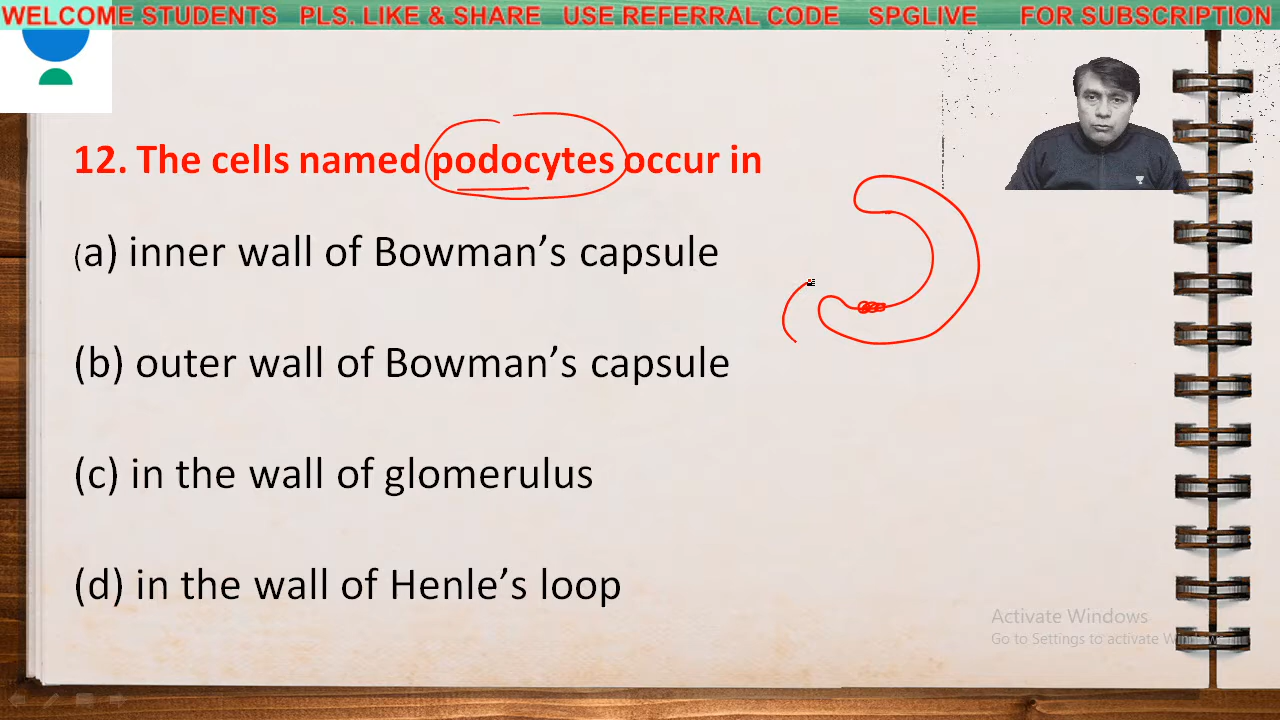 WELCOME STUDENTS PLS. LIKE & SHARE USE REFERRAL CODE SPGLIVE FOR SUBSCRIPTION
12. The cells named podocytes occur in
(a) inner wall of Bowman’s capsule
(b) outer wall of Bowman’s capsule
(c) in the wall of glomerulus
(d) in the wall of Henle’s loop
Activate Windows
Go to Settings to activate Windows.